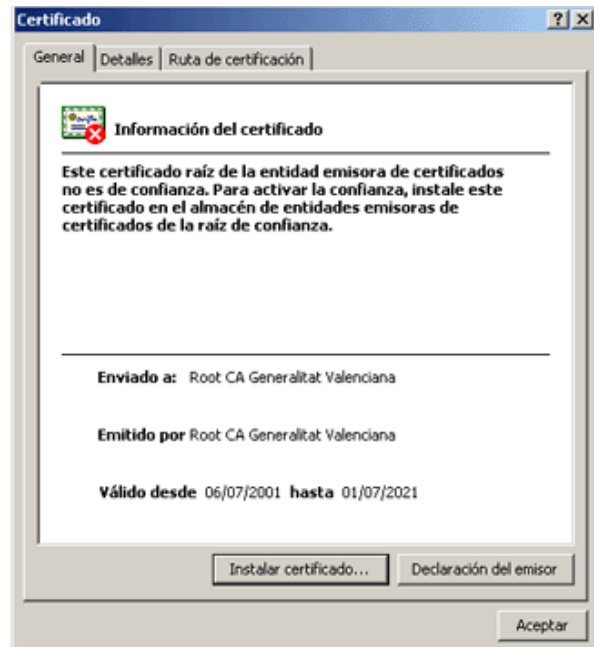 Certificado
General Detalles Ruta de certificación
Información del certificado
Este certificado raíz de la entidad emisora de certificados
no es de confianza. Para activar la confianza, instale este
certificado en el almacén de entidades emisoras de
certificados de la raíz de confianza.
Enviado a: Root CA Generalitat Valenciana
Emitido por Root CA Generalitat Valenciana
Válido desde 06/07/2001 hasta 01/07/2021
Instalar certificado... Declaración del emisor
Aceptar